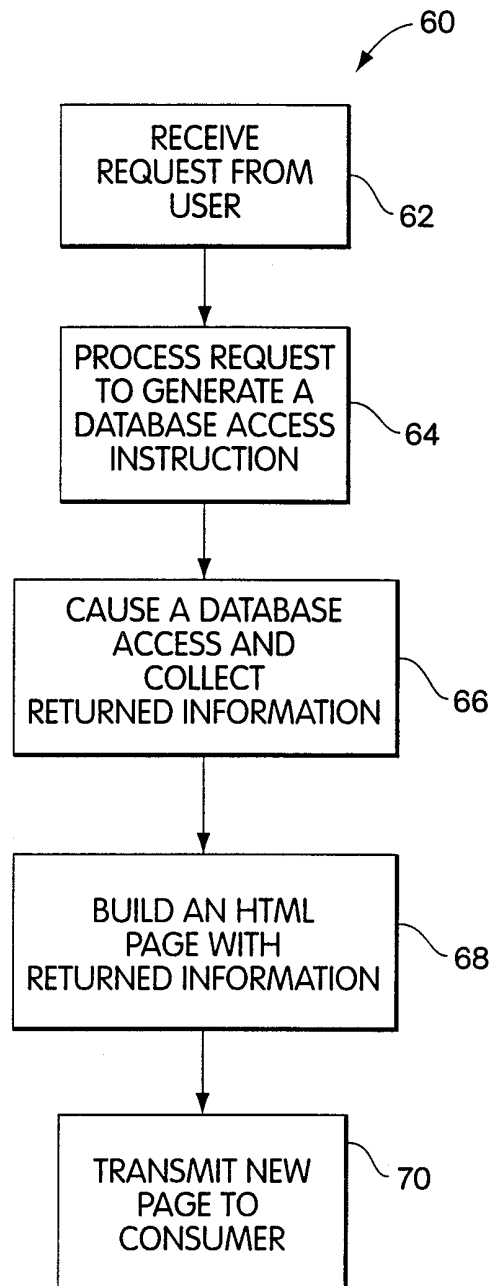 60
RECEIVE
REQUEST FROM
USER
62
PROCESS REQUEST
TO GENERATE A
DATABASE ACCESS
INSTRUCTION
64
CAUSE A DATABASE
ACCESS AND
COLLECT
RETURNED INFORMATION
66
BUILD AN HTML
PAGE WITH
RETURNED INFORMATION
68
TRANSMIT NEW
PAGE TO
CONSUMER
70